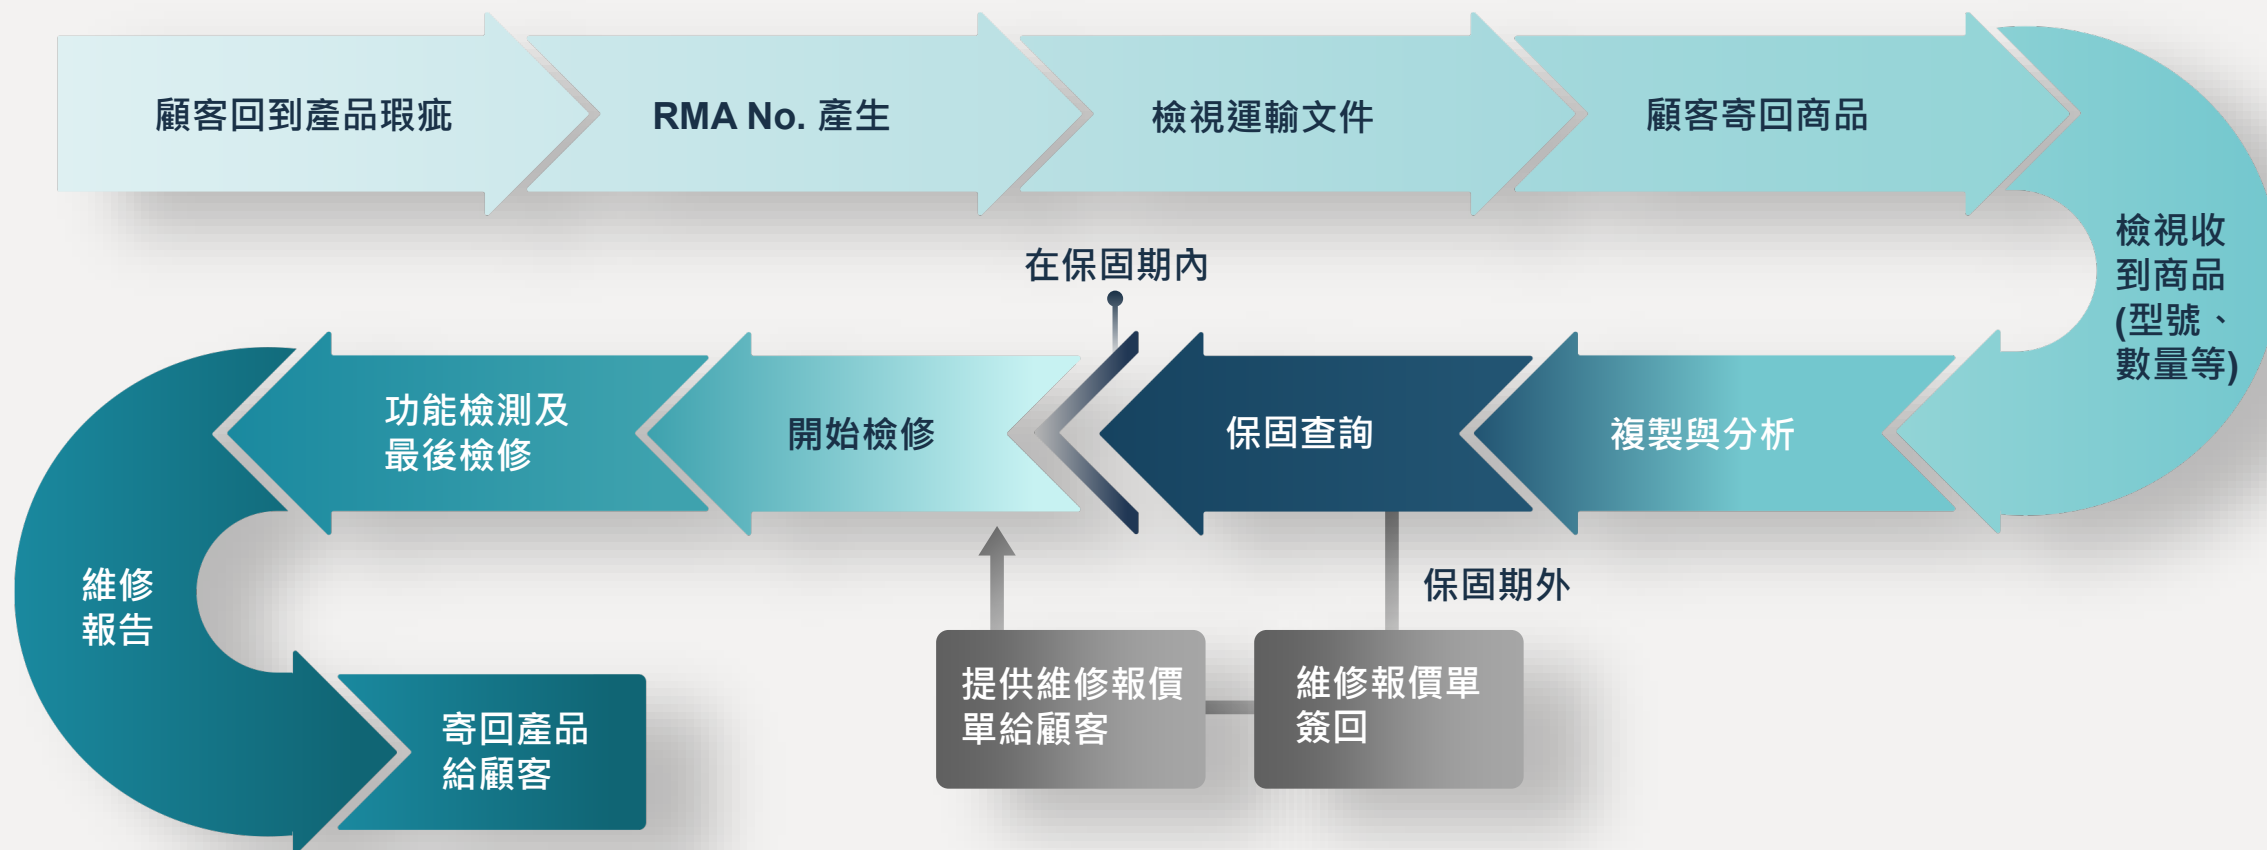 顧客回到產品瑕疵
RMA No. 產生
檢視運輸文件
顧客寄回商品
檢視收
到商品
(型號、
數量等)
複製與分析
保固查詢
在保固期內
保固期外
維修報價單
簽回
提供維修報價
單給顧客
開始檢修
功能檢測及
最後檢修
維修
報告
寄回產品
給顧客